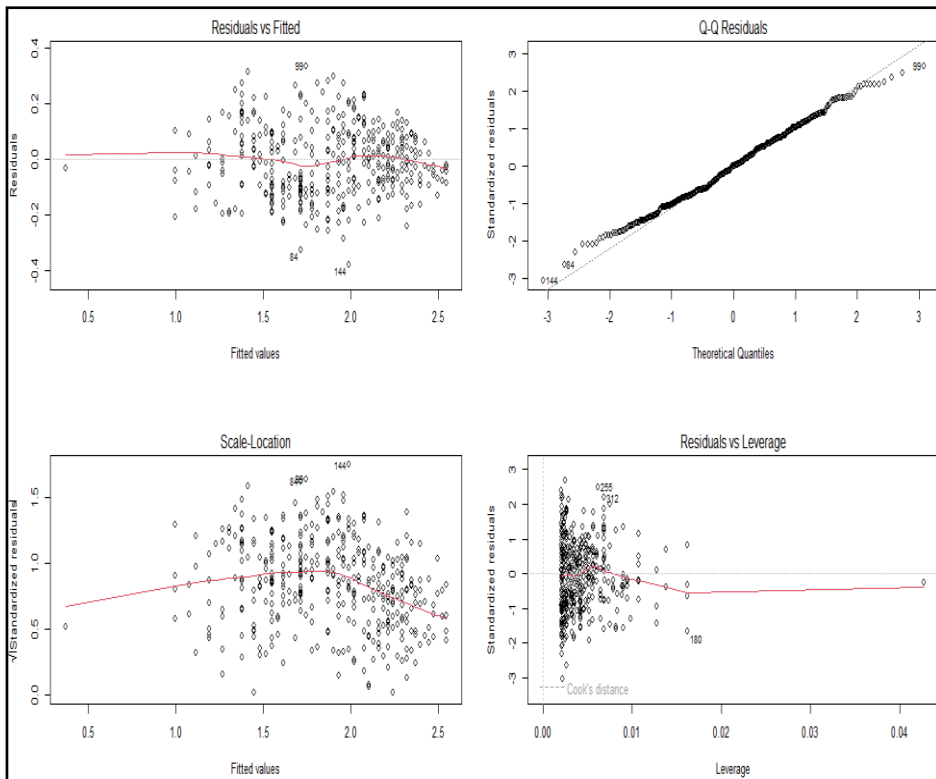 Residuals vs Fitted
Residuals
0.4
0.2
0.0
-0.2
-0.4
99
84
144
0.5 1.0 1.5 2.0 2.5
Fitted values
Q-Q Residuals
Standardized residuals
3
2
1
0
-1
-2
-3
99
84
144
-3 -2 -1 0 1 2 3
Theoretical Quantiles
Scale-Location
√|Standardized residuals
1.5
1.0
0.5
0.0
144
0.5 1.0 1.5 2.0 2.5
Fitted values
Residuals vs Leverage
Standardized residuals
3
2
1
0
-1
-2
-3
255
312
180
Cook's distance
0.00 0.01 0.02 0.03 0.04
Leverage